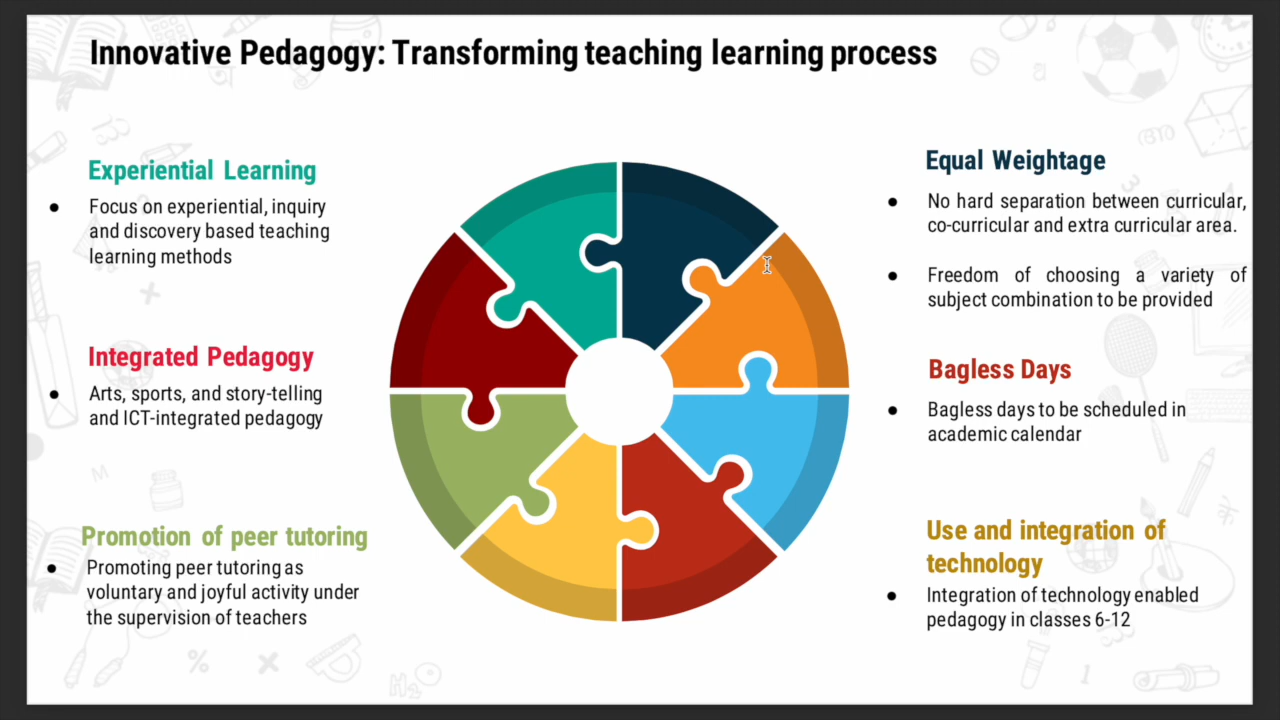 Innovative Pedagogy: Transforming teaching learning process
Experiential Learning
● Focus on experiential, inquiry
and discovery based teaching
learning methods
Integrated Pedagogy
● Arts, sports, and story-telling
and ICT-integrated pedagogy
Promotion of peer tutoring
● Promoting peer tutoring as
voluntary and joyful activity under
the supervision of teachers
Equal Weightage
● No hard separation between curricular,
co-curricular and extra curricular area.
● Freedom of choosing a variety of
subject combination to be provided
Bagless Days
● Bagless days to be scheduled in
academic calendar
Use and integration of
technology
● Integration of technology enabled
pedagogy in classes 6-12
H₂O